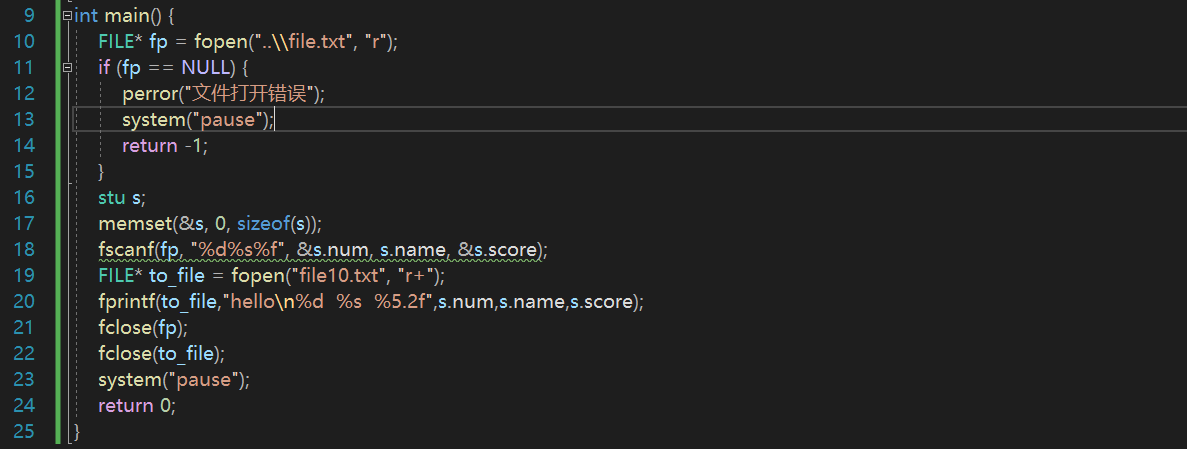 9 int main() {
10 FILE* fp = fopen("..\\file.txt", "r");
11 if (fp == NULL) {
12 perror("文件打开错误");
13 system("pause");
14 return -1;
15 }
16 stu s;
17 memset(&s, 0, sizeof(s));
18 fscanf(fp, "%d%s%f", &s.num, s.name, &s.score);
19 FILE* to_file = fopen("file10.txt", "r+");
20 fprintf(to_file,"hello\n%d  %s  %5.2f",s.num,s.name,s.score);
21 fclose(fp);
22 fclose(to_file);
23 system("pause");
24 return 0;
25 }